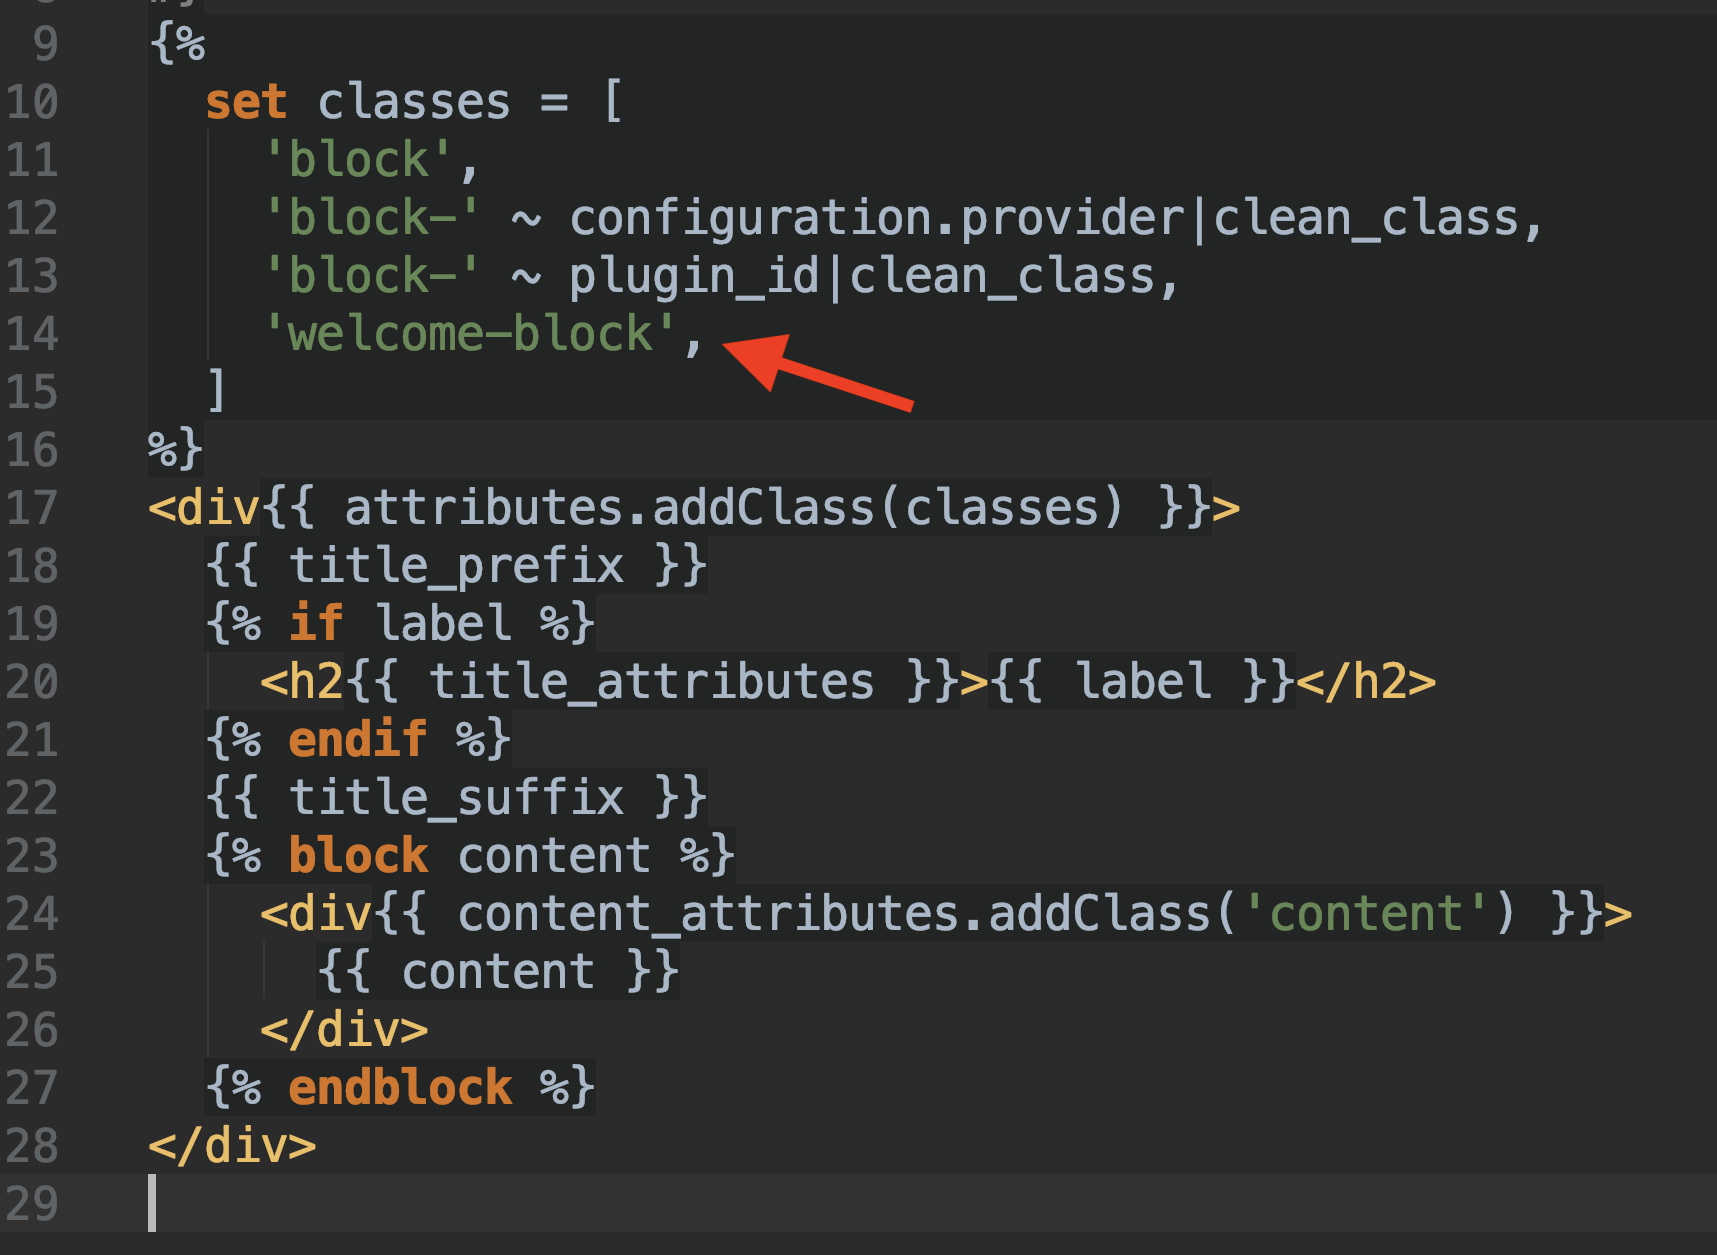 9 {%
10 set classes = [
11 'block',
12 'block-' ~ configuration.provider|clean_class,
13 'block-' ~ plugin_id|clean_class,
14 'welcome-block',
15 ]
16 %}
17 <div{{ attributes.addClass(classes) }}>
18 {{ title_prefix }}
19 {% if label %}
20 <h2{{ title_attributes }}>{{ label }}</h2>
21 {% endif %}
22 {{ title_suffix }}
23 {% block content %}
24 <div{{ content_attributes.addClass('content') }}>
25 {{ content }}
26 </div>
27 {% endblock %}
28 </div>
29